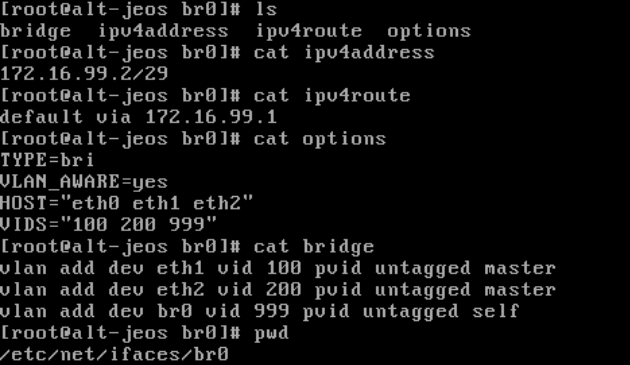 [root@alt-jeos br0]# ls
bridge  ipv4address  ipv4route  options
[root@alt-jeos br0]# cat ipv4address
172.16.99.2/29
[root@alt-jeos br0]# cat ipv4route
default via 172.16.99.1
[root@alt-jeos br0]# cat options
TYPE=bri
VLAN_AWARE=yes
HOST="eth0 eth1 eth2"
VIDS="100 200 999"
[root@alt-jeos br0]# cat bridge
vlan add dev eth1 vid 100 pvid untagged master
vlan add dev eth2 vid 200 pvid untagged master
vlan add dev br0 vid 999 pvid untagged self
[root@alt-jeos br0]# pwd
/etc/net/ifaces/br0